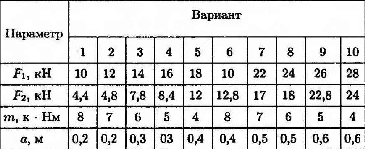 Параметр Вариант
1 2 3 4 5 6 7 8 9 10
F₁, кН 10 12 14 16 18 10 22 24 26 28
F₂, кН 4,4 4,8 7,8 8,4 12 12,8 17 18 22,8 24
m, к · Нм 8 7 6 5 4 8 7 6 5 4
a, м 0,2 0,2 0,3 03 0,4 0,4 0,5 0,5 0,6 0,6